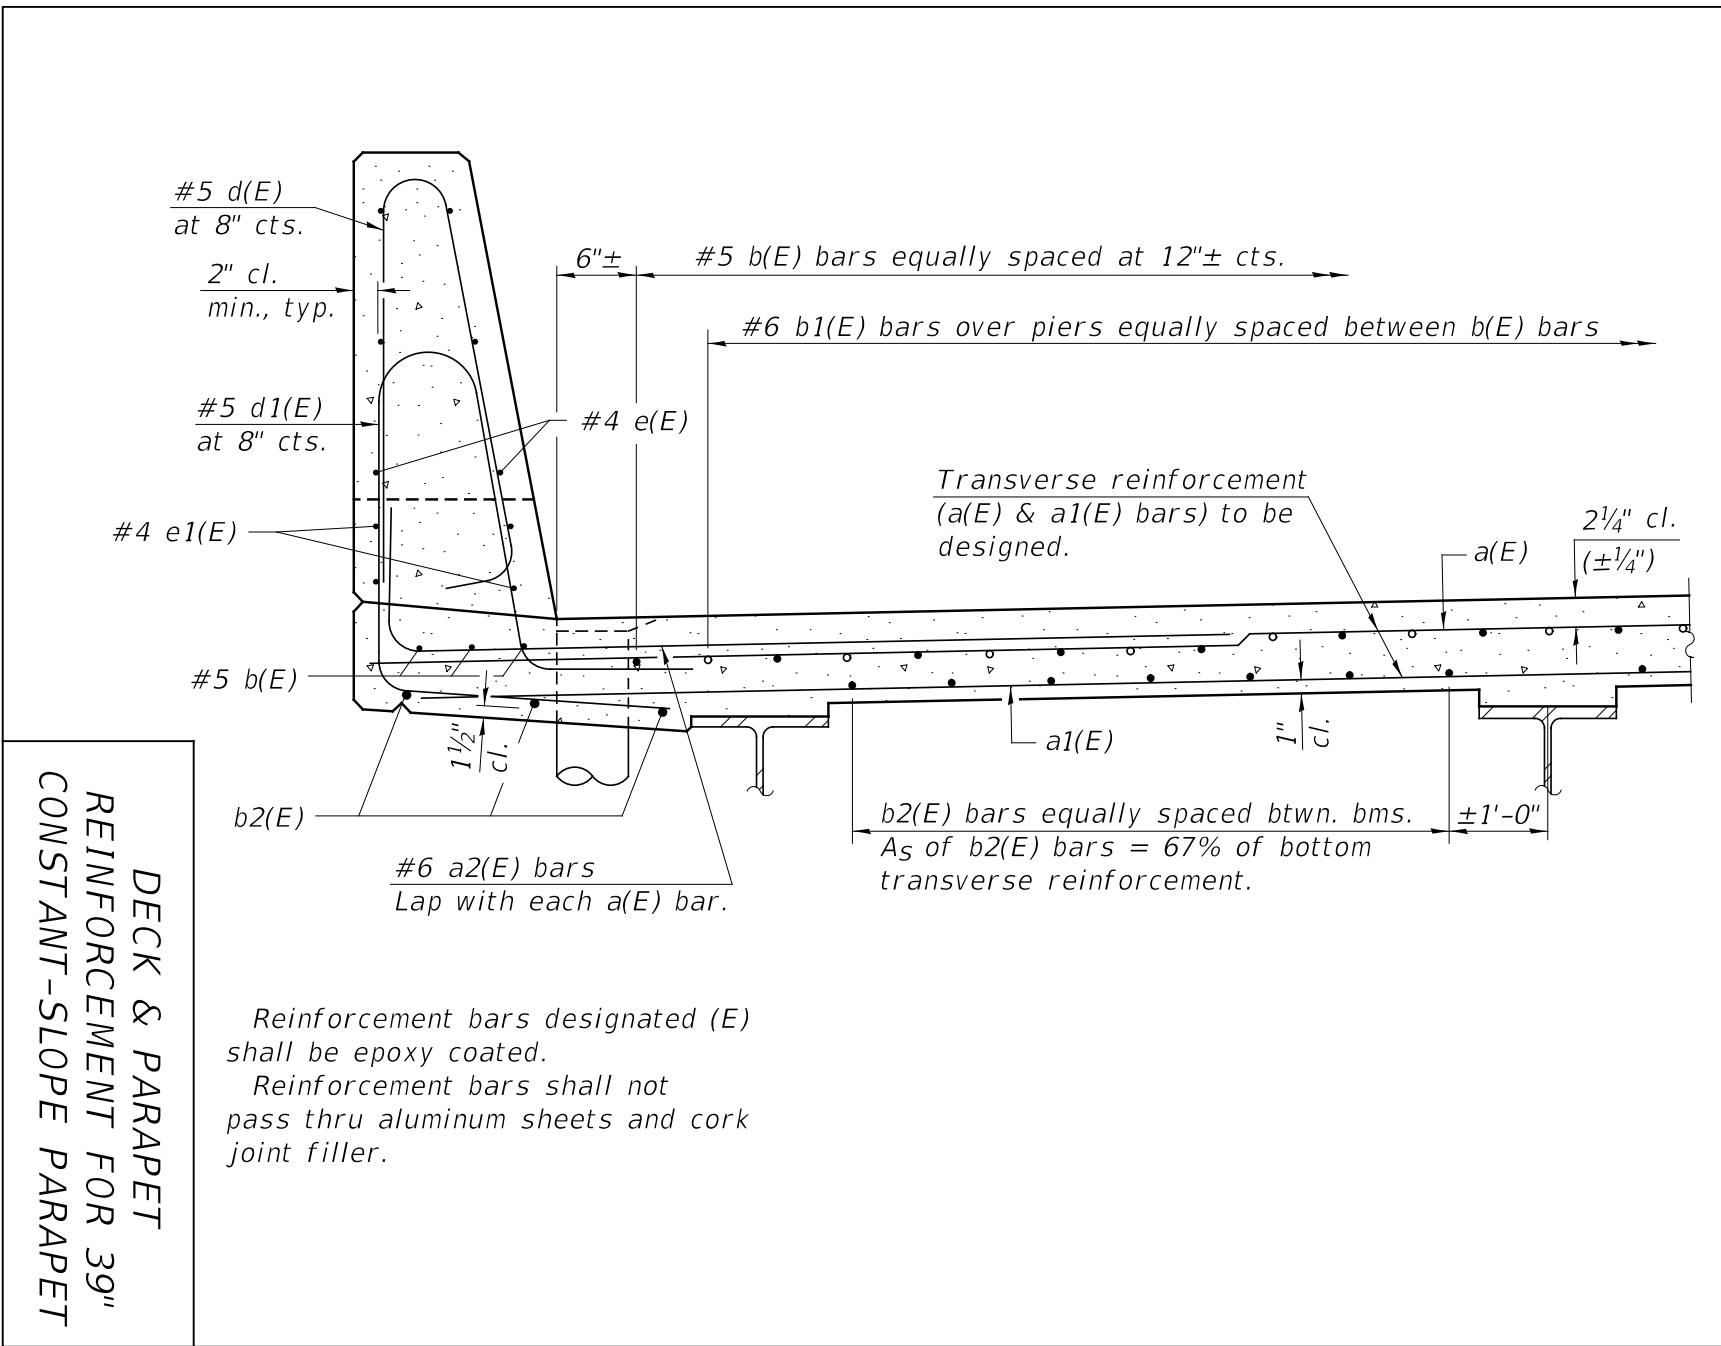 #5 d(E)
at 8" cts.
2" cl.
min., typ.
6"±
#5 b(E) bars equally spaced at 12"± cts.
#6 b1(E) bars over piers equally spaced between b(E) bars
#5 d1(E)
at 8" cts.
#4 e(E)
#4 e1(E)
Transverse reinforcement
(a(E) & a1(E) bars) to be
designed.
a(E)
2¼" cl.
(±¼")
#5 b(E)
1½"
cl.
a1(E)
1"
cl.
b2(E)
b2(E) bars equally spaced btwn. bms.
As of b2(E) bars = 67% of bottom
transverse reinforcement.
±1'-0"
#6 a2(E) bars
Lap with each a(E) bar.
Reinforcement bars designated (E)
shall be epoxy coated.
Reinforcement bars shall not
pass thru aluminum sheets and cork
joint filler.
DECK & PARAPET
REINFORCEMENT FOR 39"
CONSTANT-SLOPE PARAPET